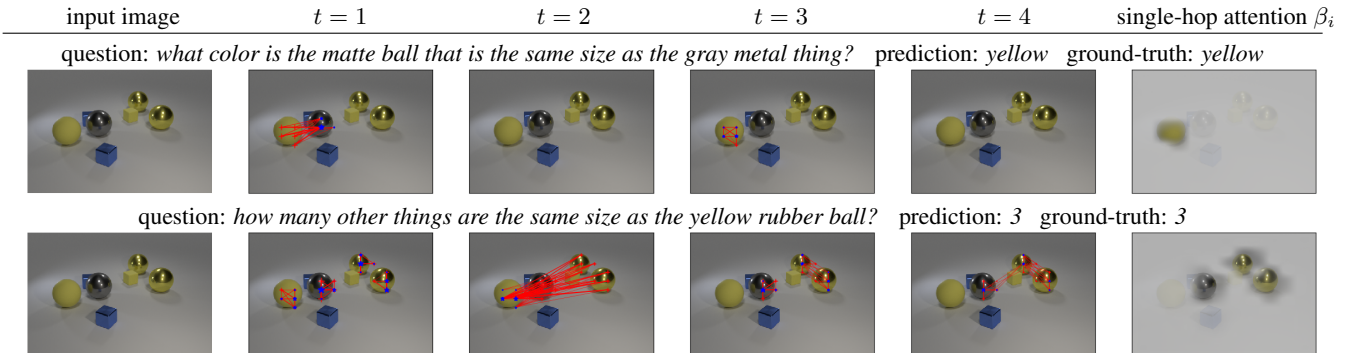 input image t = 1 t = 2 t = 3 t = 4 single-hop attention βᵢ
question: what color is the matte ball that is the same size as the gray metal thing? prediction: yellow ground-truth: yellow
question: how many other things are the same size as the yellow rubber ball? prediction: 3 ground-truth: 3